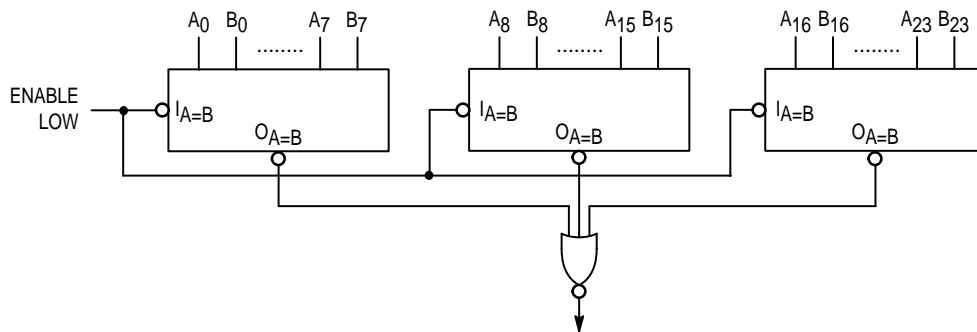 A0 B0 ........ A7 B7
A8 B8 ........ A15 B15
A16 B16 ........ A23 B23
ENABLE
LOW
IA=B
OA=B
IA=B
OA=B
IA=B
OA=B